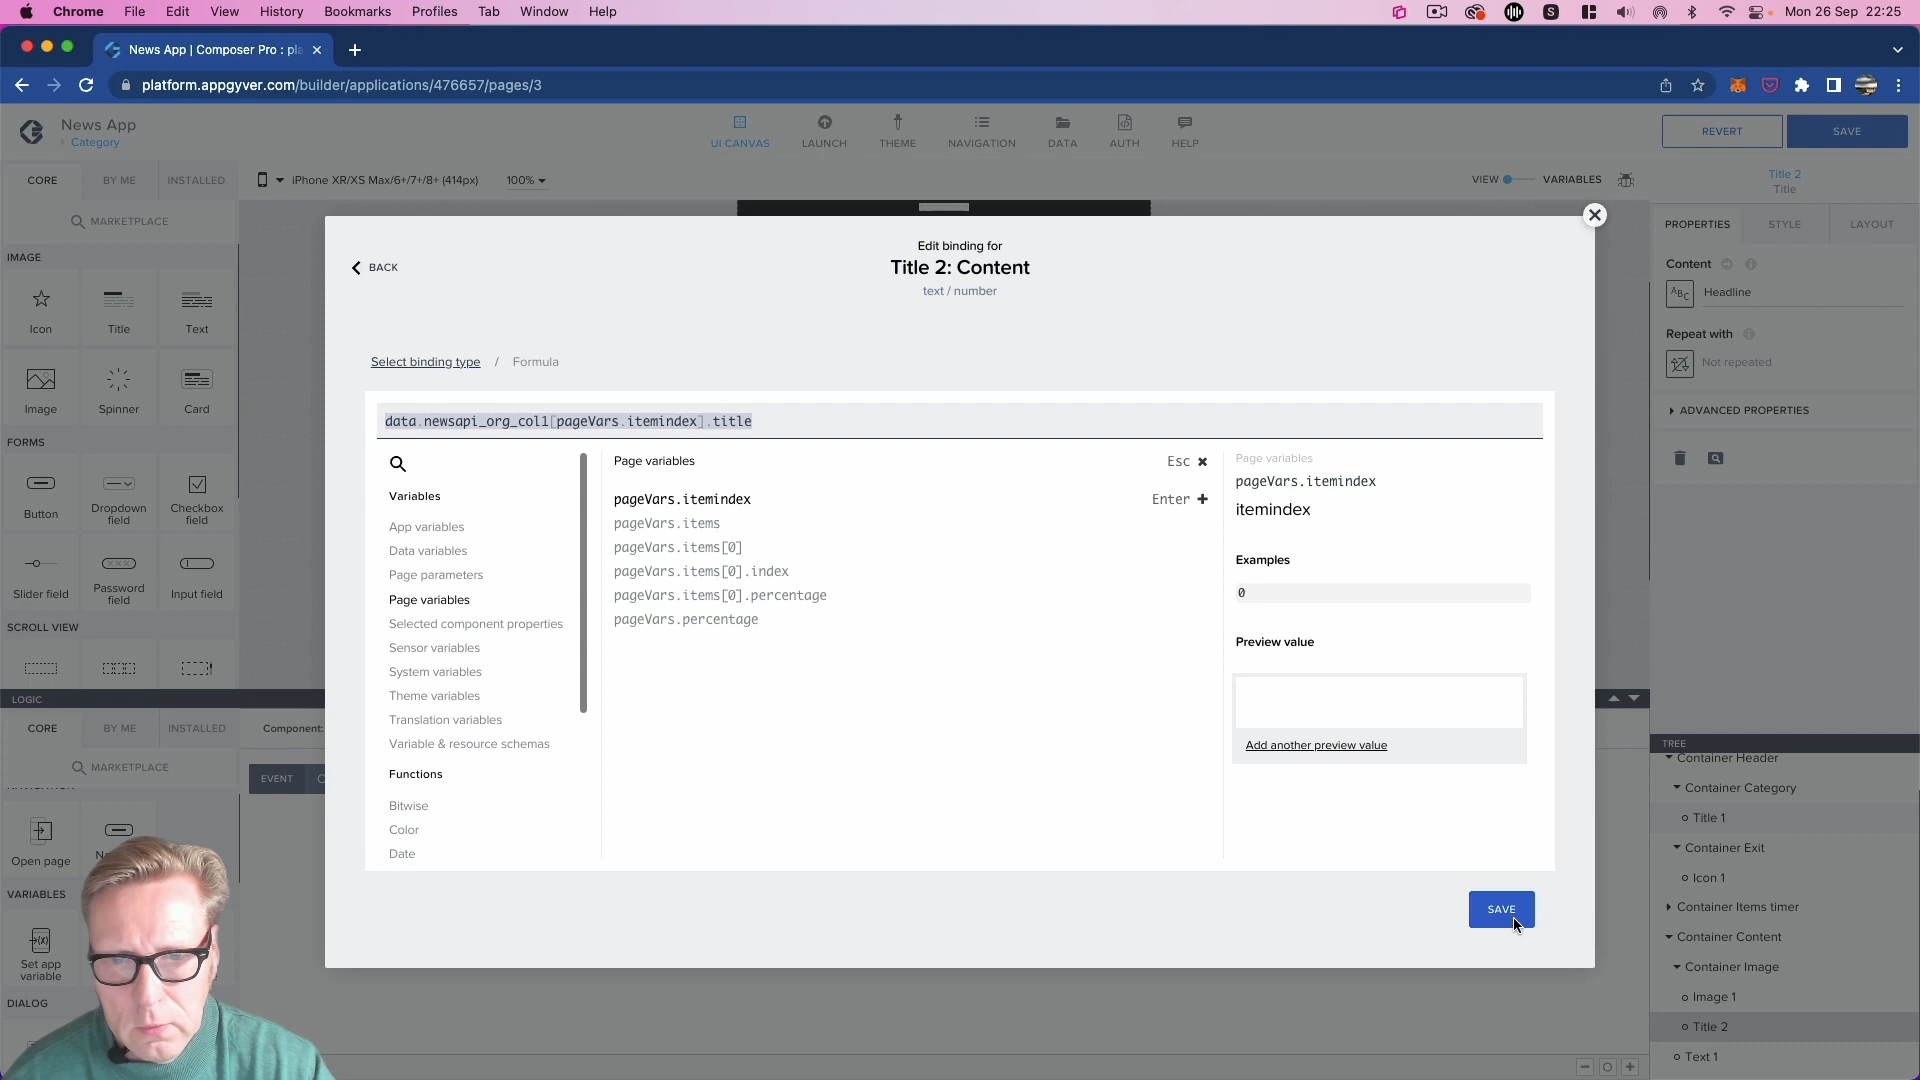 Chrome File Edit View History Bookmarks Profiles Tab Window Help Mon 26 Sep 22:25
News App | Composer Pro : pla
platform.appgyver.com/builder/applications/476657/pages/3
News App
Category
UI CANVAS LAUNCH THEME NAVIGATION DATA AUTH HELP
REVERT SAVE
CORE BY ME INSTALLED
iPhone XR/XS Max/6+/7+/8+ (414px) 100%
VIEW VARIABLES
Title 2
Title
MARKETPLACE
PROPERTIES STYLE LAYOUT
IMAGE
Icon Title Text
Image Spinner Card
FORMS
Button Dropdown field Checkbox field
Slider field Password field Input field
SCROLL VIEW
Content
ABC Headline
Repeat with
Not repeated
ADVANCED PROPERTIES
BACK
Edit binding for
Title 2: Content
text / number
Select binding type / Formula
data.newsapi_org_col1[pageVars.itemindex].title
Variables
App variables
Data variables
Page parameters
Page variables
Selected component properties
Sensor variables
System variables
Theme variables
Translation variables
Variable & resource schemas
Functions
Bitwise
Color
Date
Page variables Esc
pageVars.itemindex Enter
pageVars.items
pageVars.items[0]
pageVars.items[0].index
pageVars.items[0].percentage
pageVars.percentage
Page variables
pageVars.itemindex
itemindex
Examples
0
Preview value
Add another preview value
SAVE
LOGIC
CORE BY ME INSTALLED
Component:
MARKETPLACE
EVENT
Open page
VARIABLES
Set app variable
DIALOG
TREE
Container Header
Container Category
Title 1
Container Exit
Icon 1
Container Items timer
Container Content
Container Image
Image 1
Title 2
Text 1